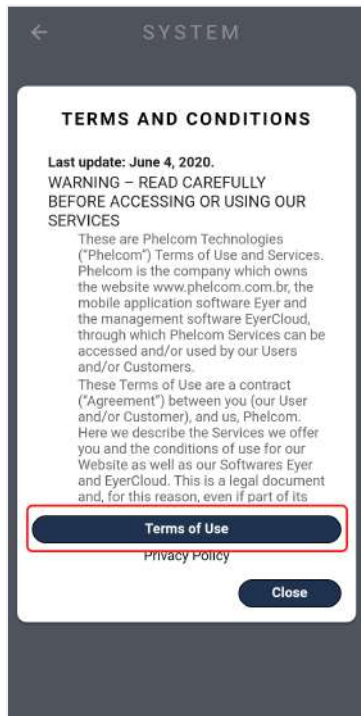 SYSTEM
TERMS AND CONDITIONS
Last update: June 4, 2020.
WARNING – READ CAREFULLY
BEFORE ACCESSING OR USING OUR
SERVICES
These are Phelcom Technologies
("Phelcom") Terms of Use and Services.
Phelcom is the company which owns
the website www.phelcom.com.br, the
mobile application software Eyer and
the management software EyerCloud,
through which Phelcom Services can be
accessed and/or used by our Users
and/or Customers.
These Terms of Use are a contract
("Agreement") between you (our User
and/or Customer), and us, Phelcom.
Here we describe the Services we offer
you and the conditions of use for our
Website as well as our Softwares Eyer
and EyerCloud. This is a legal document
and, for this reason, even if part of its
Terms of Use
Privacy Policy
Close